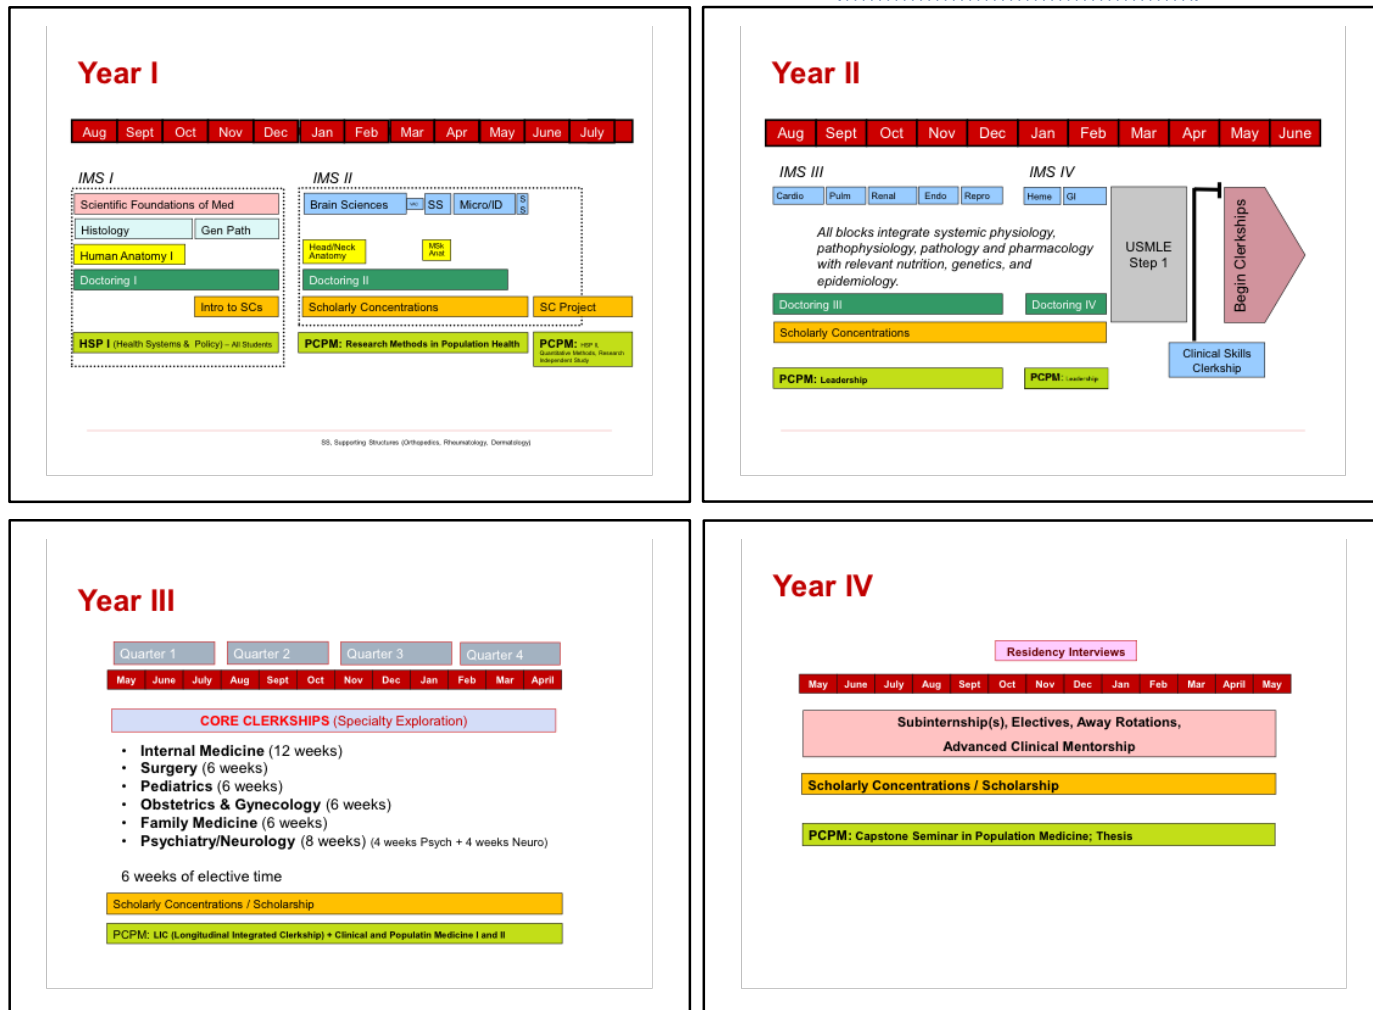 Year I
Aug Sept Oct Nov Dec Jan Feb Mar Apr May June July
IMS I
IMS II
Scientific Foundations of Med
Brain Sciences
SS
Micro/ID
S
S
Histology
Gen Path
Human Anatomy I
Head/Neck
Anatomy
MSk
Anat
Doctoring I
Doctoring II
Intro to SCs
Scholarly Concentrations
SC Project
HSP I (Health Systems & Policy) – All Students
PCPM: Research Methods in Population Health
PCPM: HSP II,
Quantitative Methods, Research
Independent Study
SS, Supporting Structures (Orthopedics, Rheumatology, Dermatology)
Year II
Aug Sept Oct Nov Dec Jan Feb Mar Apr May June
IMS III
IMS IV
Cardio Pulm Renal Endo Repro Heme GI
All blocks integrate systemic physiology,
pathophysiology, pathology and pharmacology
with relevant nutrition, genetics, and
epidemiology.
USMLE
Step 1
Begin Clerkships
Doctoring III
Doctoring IV
Scholarly Concentrations
Clinical Skills
Clerkship
PCPM: Leadership
PCPM: Leadership
Year III
Quarter 1 Quarter 2 Quarter 3 Quarter 4
May June July Aug Sept Oct Nov Dec Jan Feb Mar April
CORE CLERKSHIPS (Specialty Exploration)
• Internal Medicine (12 weeks)
• Surgery (6 weeks)
• Pediatrics (6 weeks)
• Obstetrics & Gynecology (6 weeks)
• Family Medicine (6 weeks)
• Psychiatry/Neurology (8 weeks) (4 weeks Psych + 4 weeks Neuro)
6 weeks of elective time
Scholarly Concentrations / Scholarship
PCPM: LIC (Longitudinal Integrated Clerkship) + Clinical and Populatin Medicine I and II
Year IV
Residency Interviews
May June July Aug Sept Oct Nov Dec Jan Feb Mar April May
Subinternship(s), Electives, Away Rotations,
Advanced Clinical Mentorship
Scholarly Concentrations / Scholarship
PCPM: Capstone Seminar in Population Medicine; Thesis